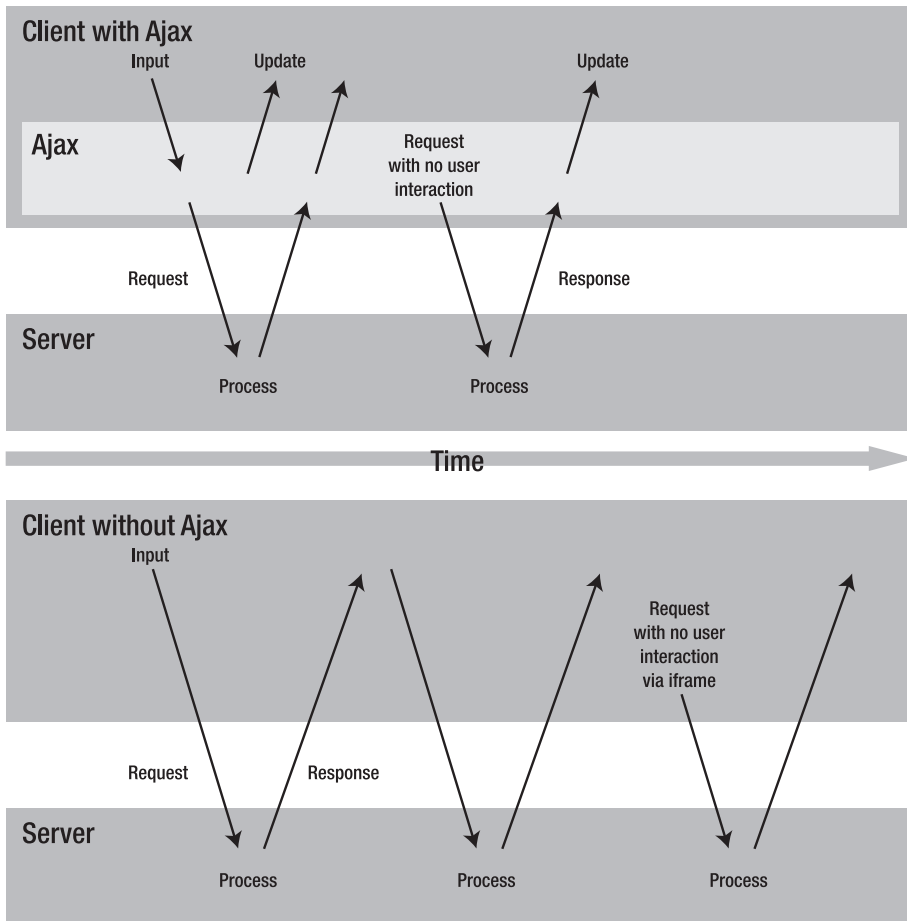 Client with Ajax
Input
Update
Update
Ajax
Request
with no user
interaction
Request
Response
Server
Process
Process
Time
Client without Ajax
Input
Request
with no user
interaction
via iframe
Request
Response
Server
Process
Process
Process